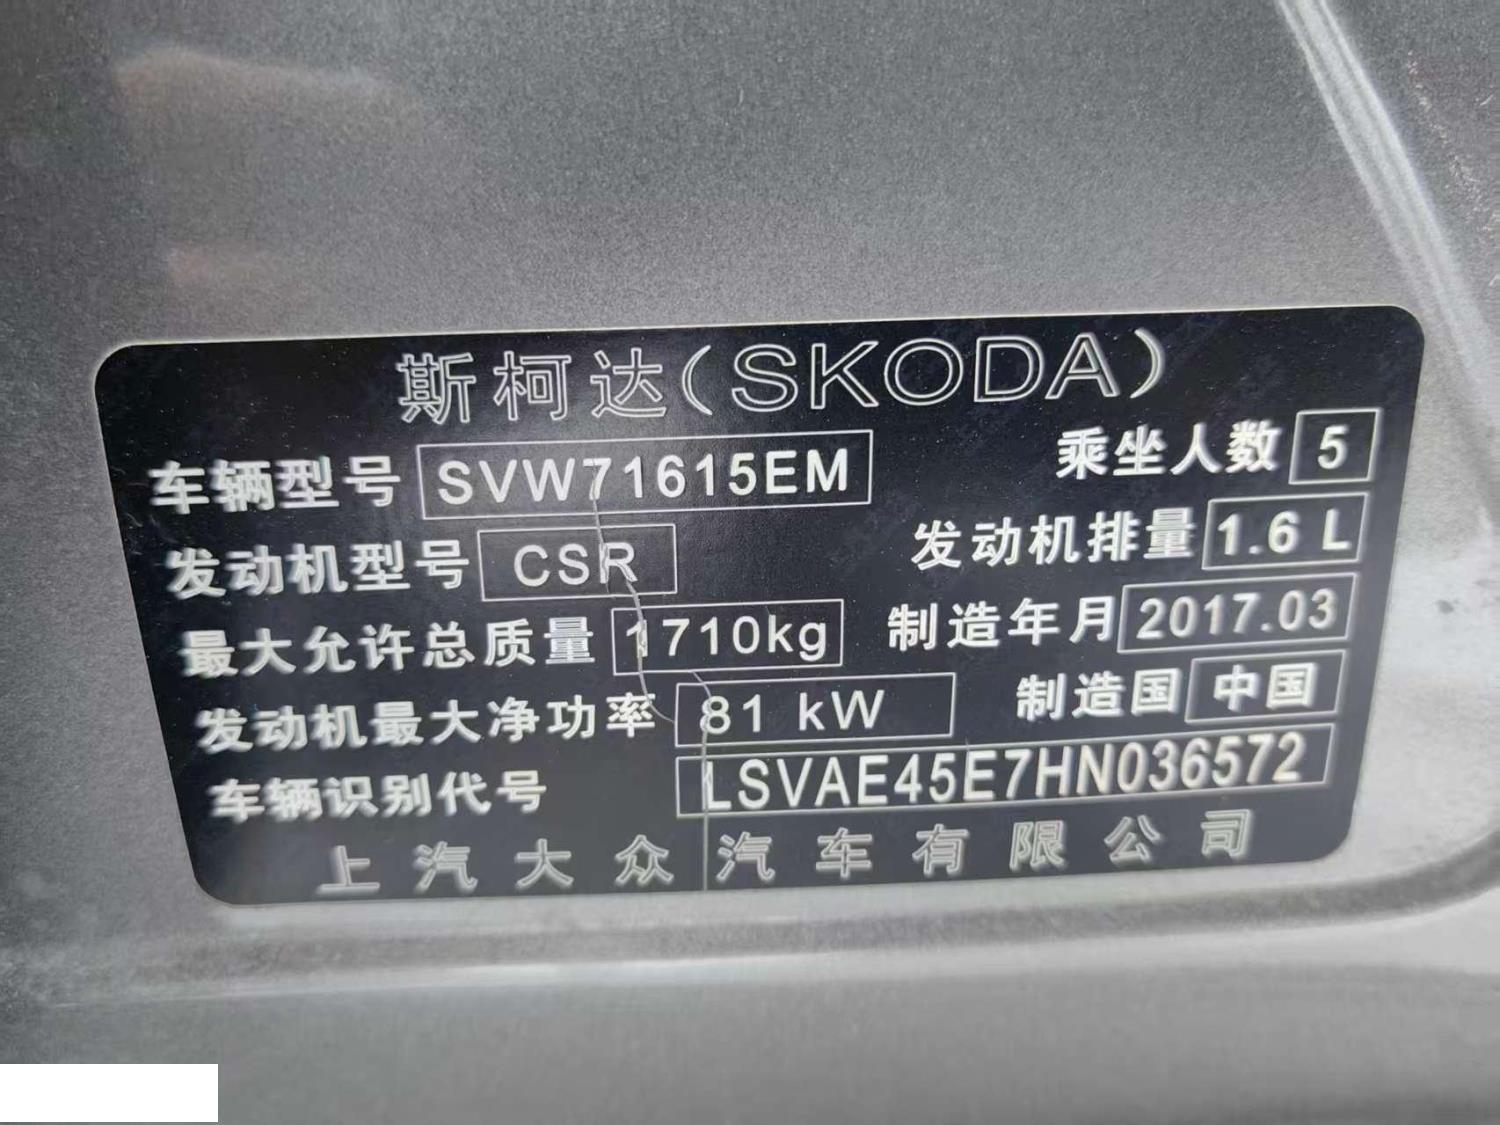 斯柯达(SKODA)
车辆型号 SVW71615EM 乘坐人数 5
发动机型号 CSR 发动机排量 1.6 L
最大允许总质量 1710kg 制造年月 2017.03
发动机最大净功率 81 kW 制造国 中国
车辆识别代号 LSVAE45E7HN036572
上汽大众汽车有限公司